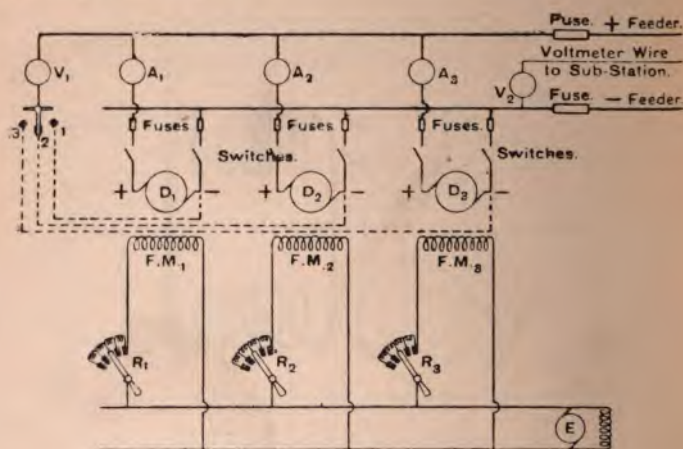 Puse. + Feeder.
Voltmeter Wire
to Sub-Station.
V1 A1 A2 A3 V2
Fuse. - Feeder
3 2 1
Fuses Fuses Fuses.
Switches. Switches.
+ D1 - + D2 - + D3 -
F.M.1 F.M.2 F.M.3
R1 R2 R3
E